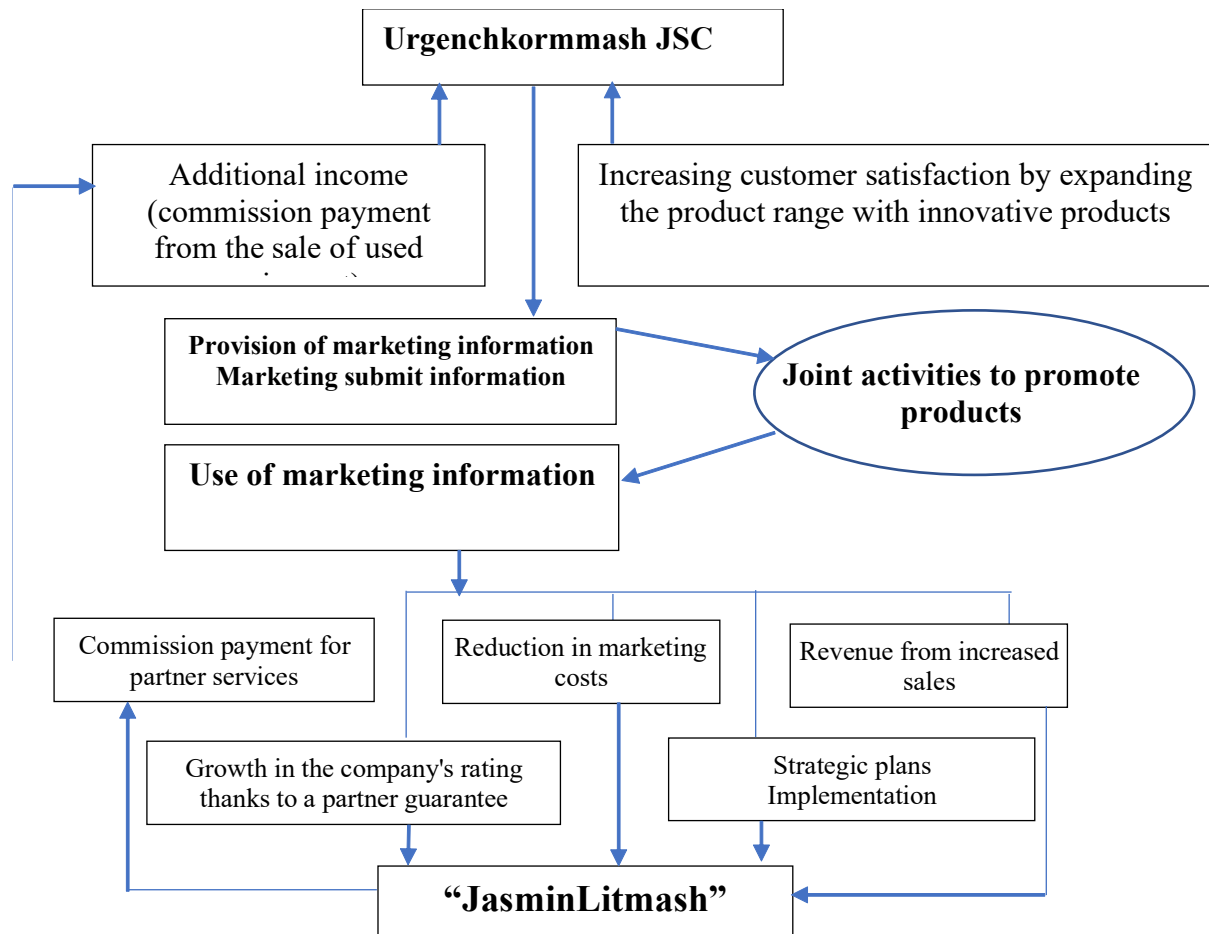 Urgenchkormmash JSC
Additional income
(commission payment
from the sale of used
Increasing customer satisfaction by expanding
the product range with innovative products
Provision of marketing information
Marketing submit information
Joint activities to promote
products
Use of marketing information
Commission payment for
partner services
Reduction in marketing
costs
Revenue from increased
sales
Growth in the company's rating
thanks to a partner guarantee
Strategic plans
Implementation
“JasminLitmash”